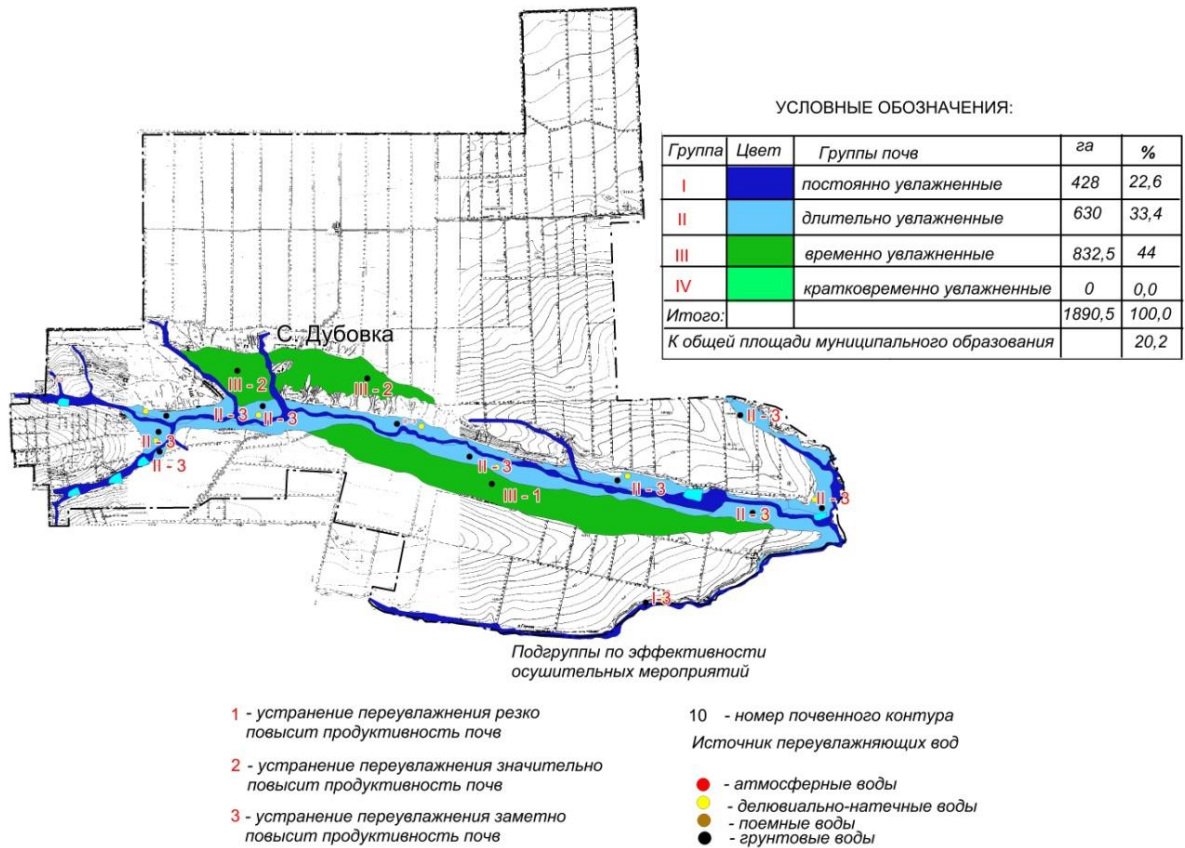 УСЛОВНЫЕ ОБОЗНАЧЕНИЯ:
Группа Цвет Группы почв га %
I постоянно увлажненные 428 22,6
II длительно увлажненные 630 33,4
III временно увлажненные 832,5 44
IV кратковременно увлажненные 0 0,0
Итого: 1890,5 100,0
К общей площади муниципального образования 20,2
С. Дубовка
III - 2
III - 2
II - 3
II - 3
II - 3
II - 3
II - 3
II - 3
III - 1
II - 3
II - 3
II - 3
I-3
Подгруппы по эффективности
осушительных мероприятий
1 - устранение переувлажнения резко
повысит продуктивность почв
2 - устранение переувлажнения значительно
повысит продуктивность почв
3 - устранение переувлажнения заметно
повысит продуктивность почв
10 - номер почвенного контура
Источник переувлажняющих вод
- атмосферные воды
- делювиально-натечные воды
- поемные воды
- грунтовые воды